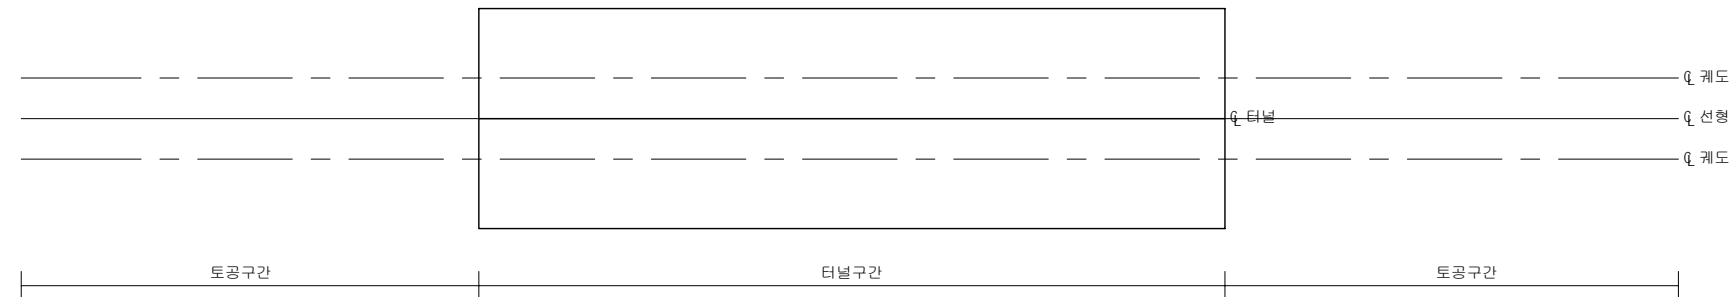 ℄ 궤도
℄ 터널
℄ 선형
℄ 궤도
토공구간
터널구간
토공구간